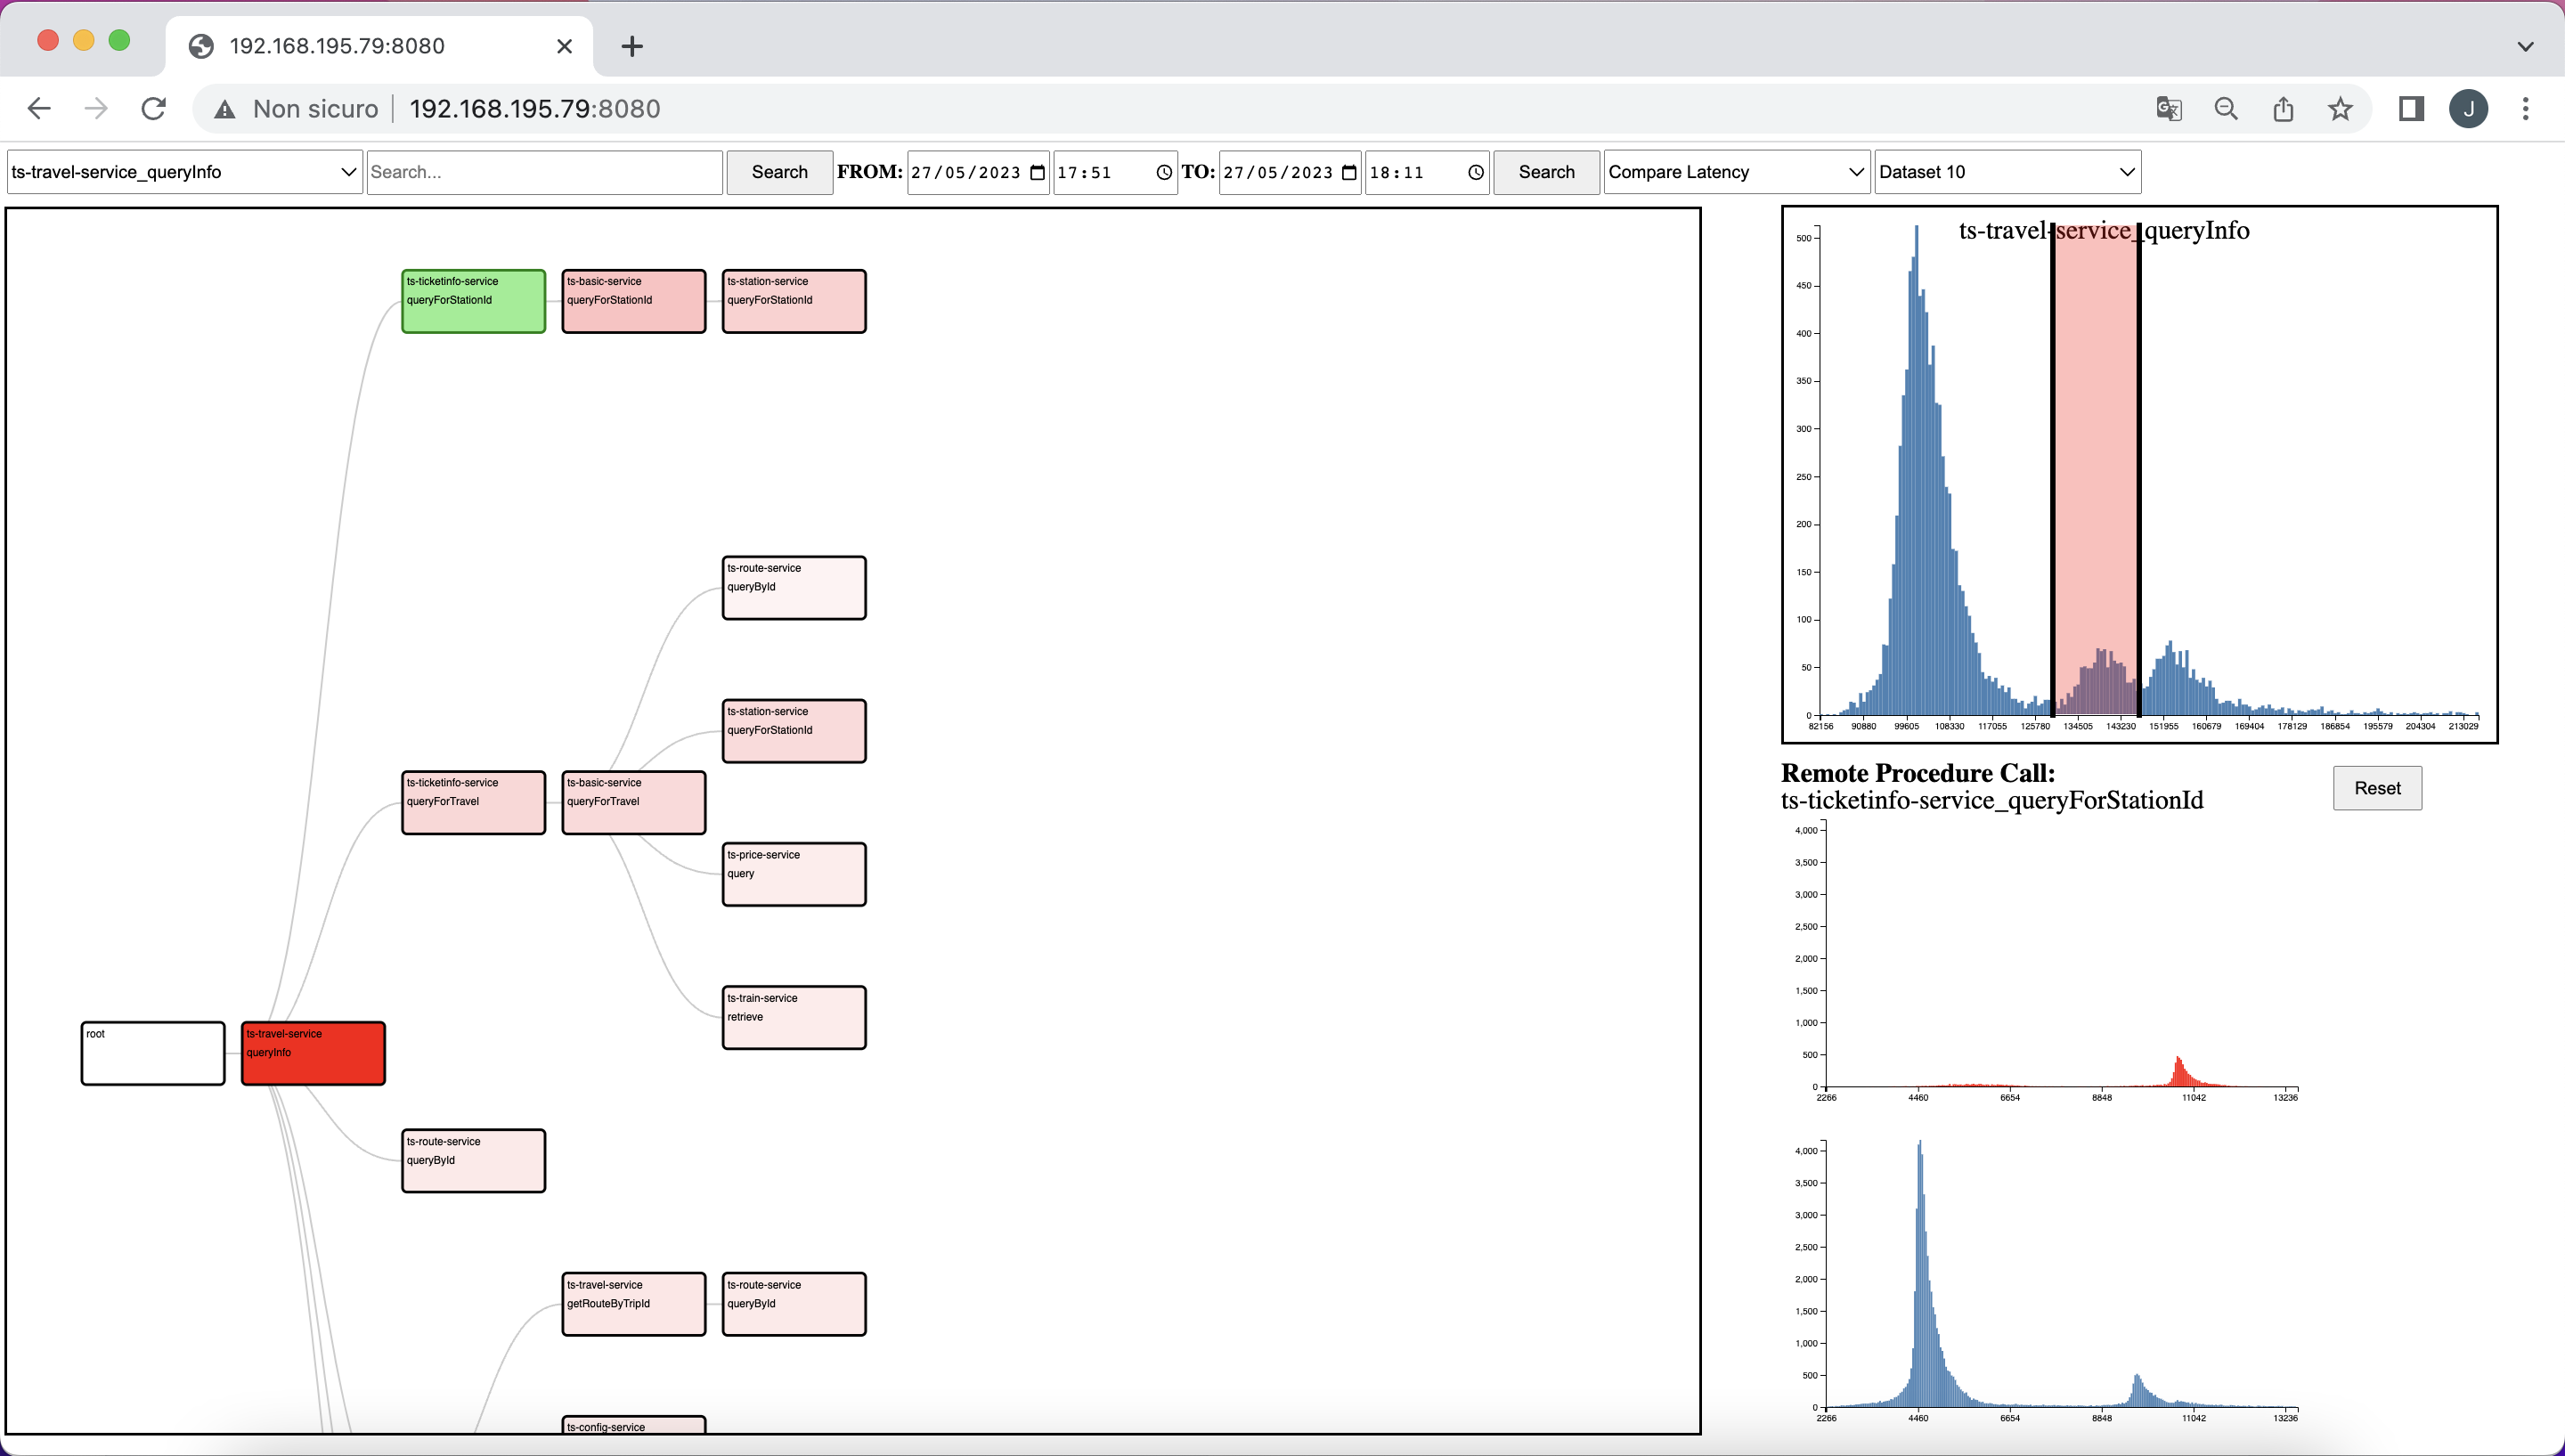 192.168.195.79:8080
Non sicuro 192.168.195.79:8080
J
ts-travel-service_queryInfo Search... Search FROM: 27/05/2023 17:51 TO: 27/05/2023 18:11 Search Compare Latency Dataset 10
ts-ticketinfo-service
queryForStationId
ts-basic-service
queryForStationId
ts-station-service
queryForStationId
ts-route-service
queryById
ts-station-service
queryForStationId
ts-ticketinfo-service
queryForTravel
ts-basic-service
queryForTravel
ts-price-service
query
ts-train-service
retrieve
root
ts-travel-service
queryInfo
ts-route-service
queryById
ts-travel-service
getRouteByTripId
ts-route-service
queryById
ts-config-service
ts-travel-service_queryInfo
500
450
400
350
300
250
200
150
100
50
0
82156 90880 99605 108330 117055 125780 134505 143230 151955 160679 169404 178129 186854 195579 204304 213029
Remote Procedure Call:
ts-ticketinfo-service_queryForStationId
Reset
4,000
3,500
3,000
2,500
2,000
1,500
1,000
500
0
2266 4460 6654 8848 11042 13236
4,000
3,500
3,000
2,500
2,000
1,500
1,000
500
0
2266 4460 6654 8848 11042 13236